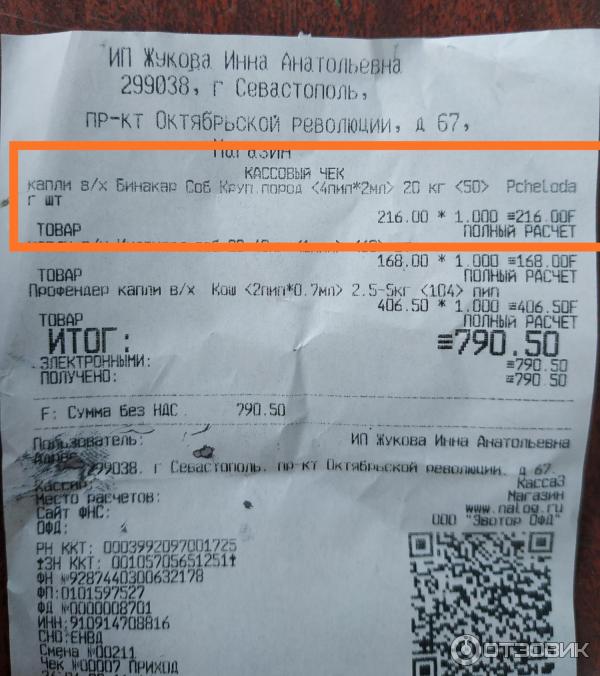 ИП Жукова Инна Анатольевна
299038, г Севастополь,
пр-кт Октябрьской революции, д 67,
Магазин
КАССОВЫЙ ЧЕК
капли в/х Бинакар Соб Круп.пород <4пип*2мл> 20 кг <50> Pcheloda
г шт
216.00 * 1.000 ≡216.00F
ТОВАР ПОЛНЫЙ РАСЧЕТ
168.00 * 1.000 ≡168.00F
ТОВАР ПОЛНЫЙ РАСЧЕТ
Профендер капли в/х Кош <2пип*0.7мл> 2.5-5кг <104> пип
406.50 * 1.000 ≡406.50F
ТОВАР ПОЛНЫЙ РАСЧЕТ
ИТОГ: ≡790.50
ЭЛЕКТРОННЫМИ: ≡790.50
ПОЛУЧЕНО: ≡790.50
F: Сумма Без НДС 790.50
Пользователь: ИП Жукова Инна Анатольевна
Адрес
299038, г Севастополь, пр-кт Октябрьской революции, д 67,
Кассир: Касса3
Место расчетов: Магазин
Сайт ФНС: www.nalog.ru
ОФД: ООО "Эвотор ОФД"
РН ККТ: 0003992097001725
ЗН ККТ: 00105705651251
ФН №9287440300632178
ФП:0101597527
ФД №0000008701
ИНН:910914708816
СНО:ЕНВД
Смена №00211
Чек №00007 ПРИХОД
ОТЗОВИК